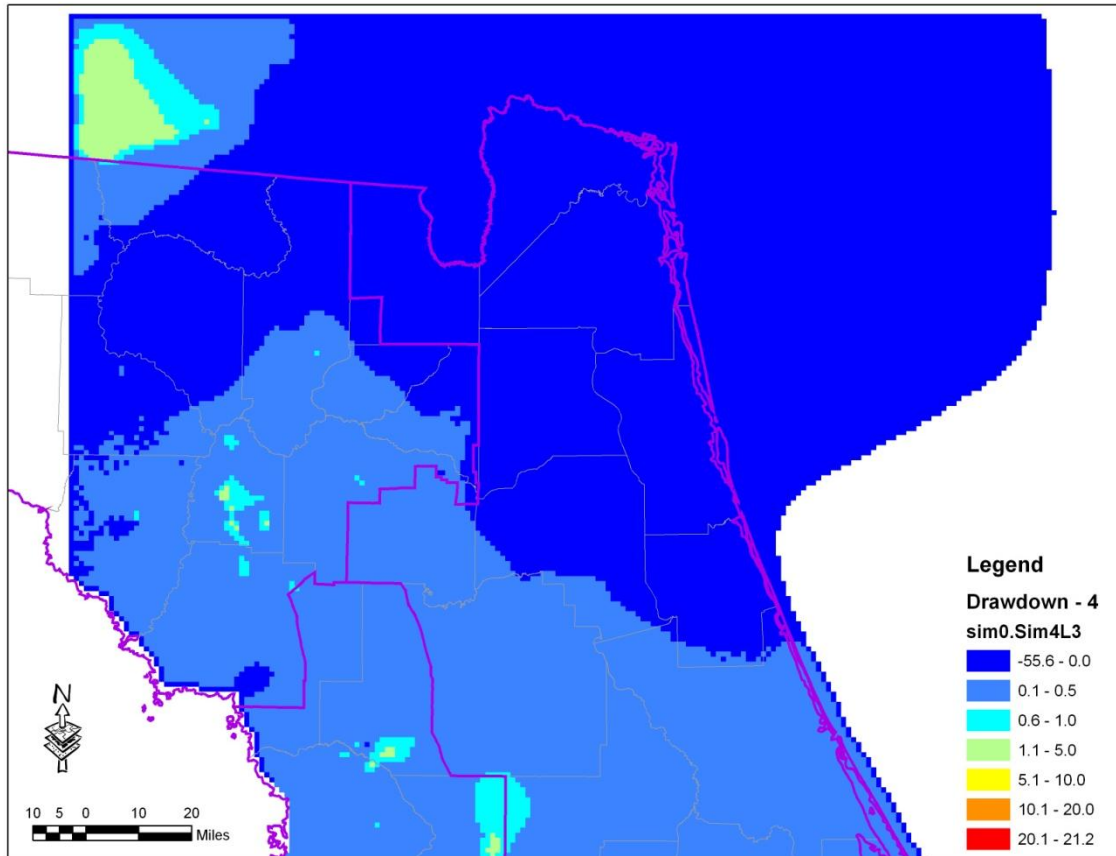 Legend
Drawdown - 4
sim0.Sim4L3
-55.6 - 0.0
0.1 - 0.5
0.6 - 1.0
1.1 - 5.0
5.1 - 10.0
10.1 - 20.0
20.1 - 21.2
N
10 5 0 10 20
Miles